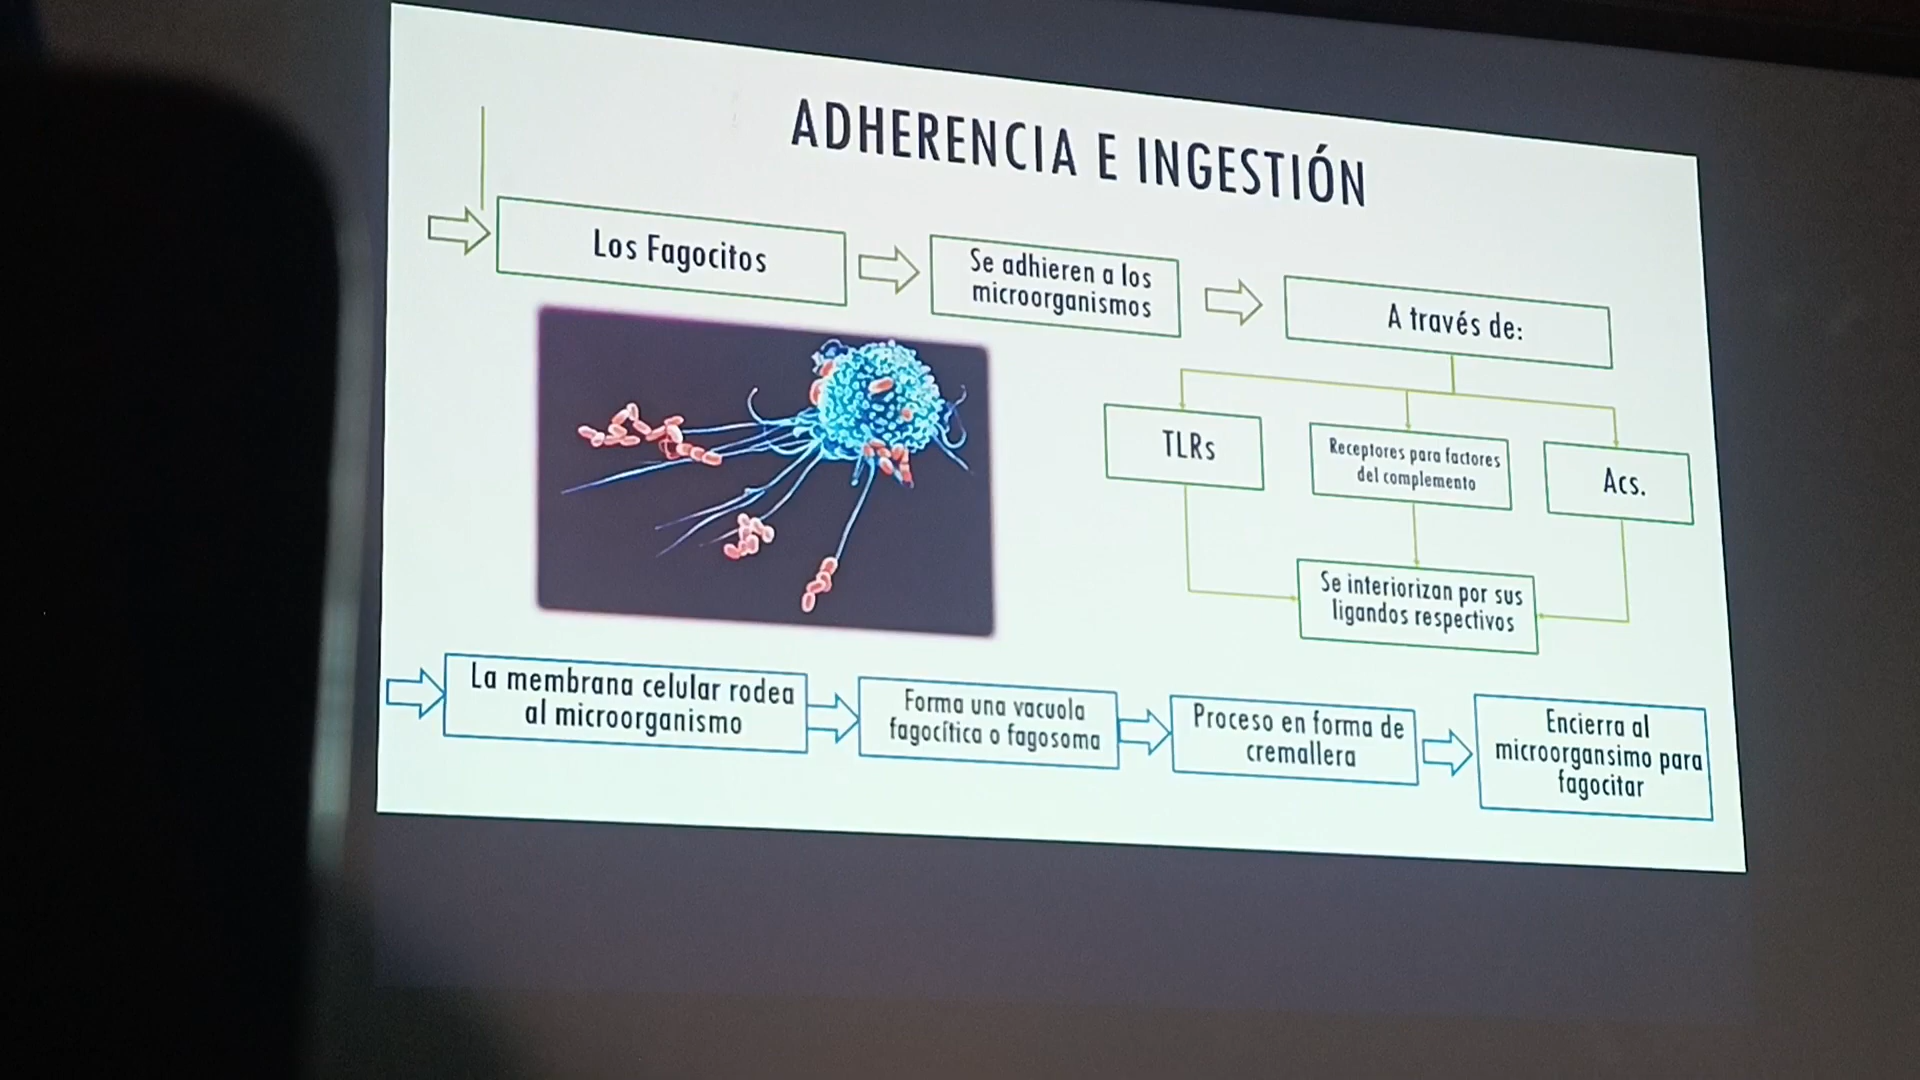 ADHERENCIA E INGESTIÓN
Los Fagocitos
Se adhieren a los
microorganismos
A través de:
TLRs
Receptores para factores
del complemento
Acs.
Se interiorizan por sus
ligandos respectivos
La membrana celular rodea
al microorganismo
Forma una vacuola
fagocítica o fagosoma
Proceso en forma de
cremallera
Encierra al
microorgansimo para
fagocitar